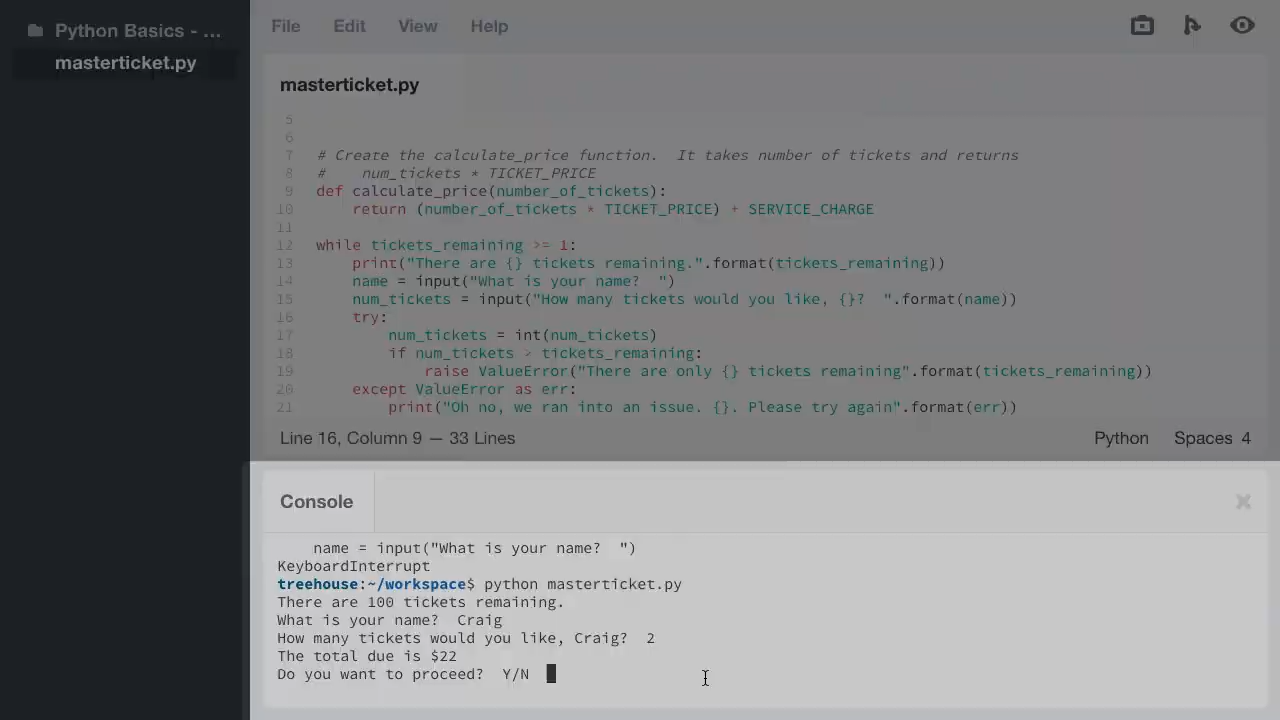 Python Basics - ...
masterticket.py
File Edit View Help
masterticket.py
5
6
7 # Create the calculate_price function.  It takes number of tickets and returns
8 #    num_tickets * TICKET_PRICE
9 def calculate_price(number_of_tickets):
10     return (number_of_tickets * TICKET_PRICE) + SERVICE_CHARGE
11
12 while tickets_remaining >= 1:
13     print("There are {} tickets remaining.".format(tickets_remaining))
14     name = input("What is your name?  ")
15     num_tickets = input("How many tickets would you like, {}?  ".format(name))
16     try:
17         num_tickets = int(num_tickets)
18         if num_tickets > tickets_remaining:
19             raise ValueError("There are only {} tickets remaining".format(tickets_remaining))
20     except ValueError as err:
21         print("Oh no, we ran into an issue. {}. Please try again".format(err))
Line 16, Column 9 — 33 Lines Python Spaces 4
Console
    name = input("What is your name?  ")
KeyboardInterrupt
treehouse:~/workspace$ python masterticket.py
There are 100 tickets remaining.
What is your name?  Craig
How many tickets would you like, Craig?  2
The total due is $22
Do you want to proceed?  Y/N